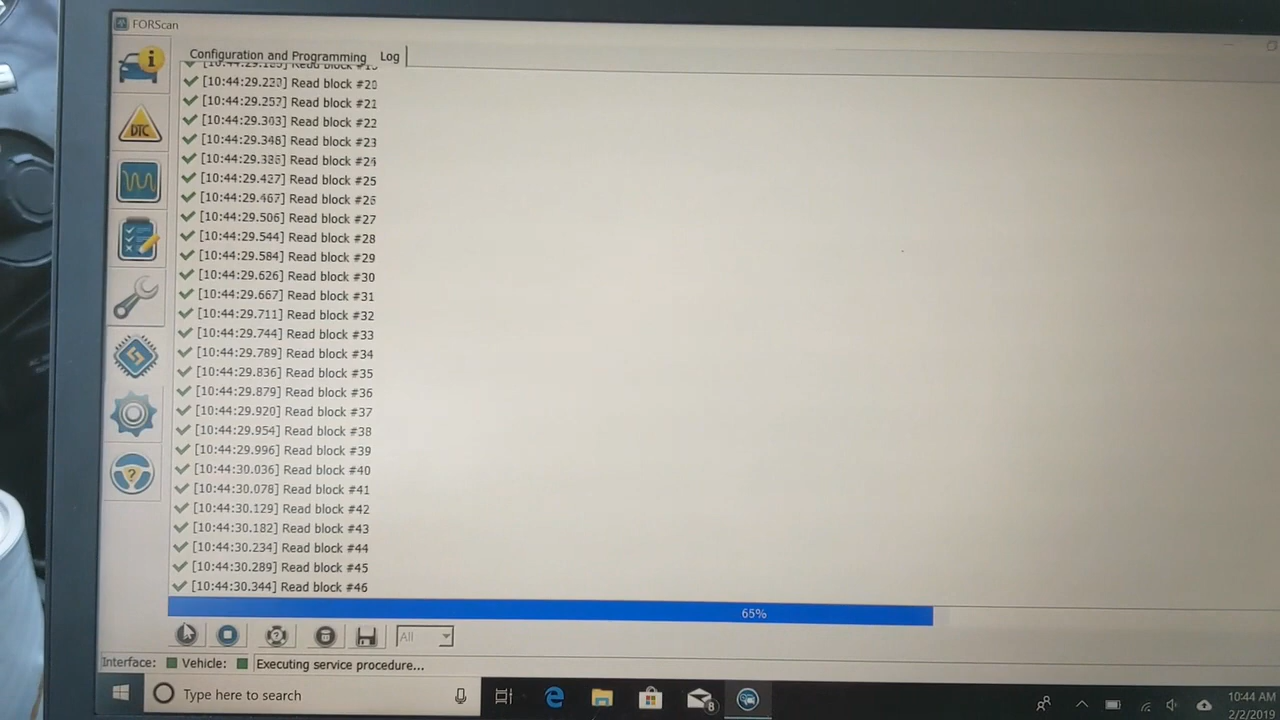 FORScan
Configuration and Programming Log
DTC
[10:44:29.220] Read block #20
[10:44:29.257] Read block #21
[10:44:29.303] Read block #22
[10:44:29.348] Read block #23
[10:44:29.386] Read block #24
[10:44:29.427] Read block #25
[10:44:29.467] Read block #26
[10:44:29.506] Read block #27
[10:44:29.544] Read block #28
[10:44:29.584] Read block #29
[10:44:29.626] Read block #30
[10:44:29.667] Read block #31
[10:44:29.711] Read block #32
[10:44:29.744] Read block #33
[10:44:29.789] Read block #34
[10:44:29.836] Read block #35
[10:44:29.879] Read block #36
[10:44:29.920] Read block #37
[10:44:29.954] Read block #38
[10:44:29.996] Read block #39
[10:44:30.036] Read block #40
[10:44:30.078] Read block #41
[10:44:30.129] Read block #42
[10:44:30.182] Read block #43
[10:44:30.234] Read block #44
[10:44:30.289] Read block #45
[10:44:30.344] Read block #46
65%
All
Interface: Vehicle: Executing service procedure...
Type here to search
8
10:44 AM
2/2/2019